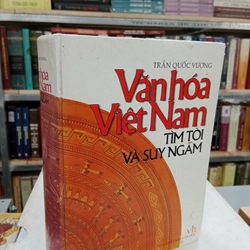 TRẦN QUỐC VƯỢNG
Văn hóa
Việt Nam
TÌM TÒI
VÀ SUY NGẪM